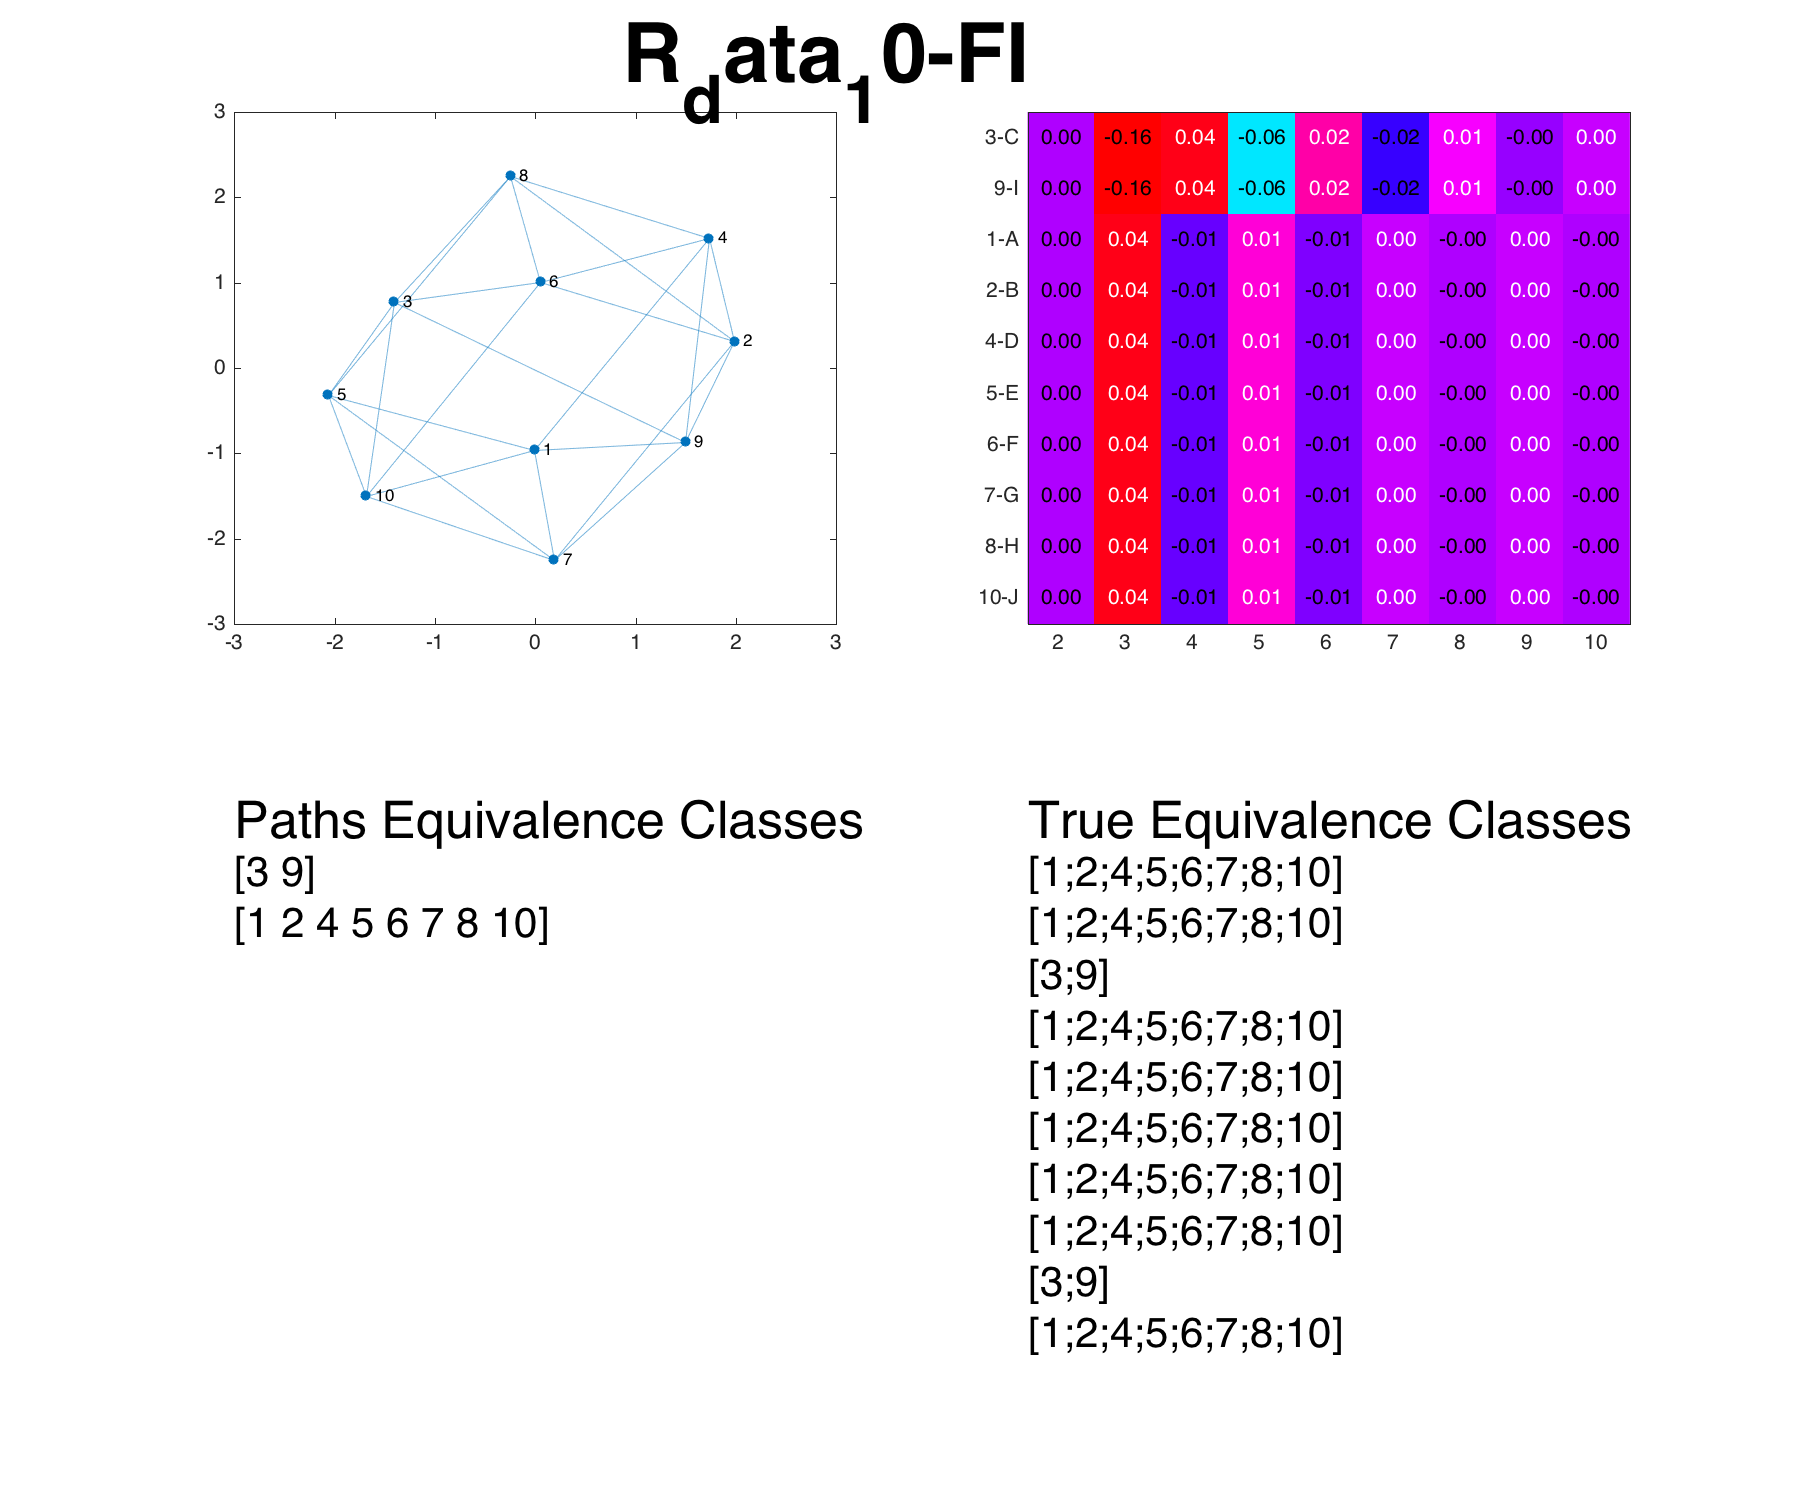 R_data_10-FI
3
2
1
0
-1
-2
-3
-3 -2 -1 0 1 2 3
8
4
6
3
2
5
9
1
10
7
3-C 0.00 -0.16 0.04 -0.06 0.02 -0.02 0.01 -0.00 0.00
9-I 0.00 -0.16 0.04 -0.06 0.02 -0.02 0.01 -0.00 0.00
1-A 0.00 0.04 -0.01 0.01 -0.01 0.00 -0.00 0.00 -0.00
2-B 0.00 0.04 -0.01 0.01 -0.01 0.00 -0.00 0.00 -0.00
4-D 0.00 0.04 -0.01 0.01 -0.01 0.00 -0.00 0.00 -0.00
5-E 0.00 0.04 -0.01 0.01 -0.01 0.00 -0.00 0.00 -0.00
6-F 0.00 0.04 -0.01 0.01 -0.01 0.00 -0.00 0.00 -0.00
7-G 0.00 0.04 -0.01 0.01 -0.01 0.00 -0.00 0.00 -0.00
8-H 0.00 0.04 -0.01 0.01 -0.01 0.00 -0.00 0.00 -0.00
10-J 0.00 0.04 -0.01 0.01 -0.01 0.00 -0.00 0.00 -0.00
2 3 4 5 6 7 8 9 10
Paths Equivalence Classes
[3 9]
[1 2 4 5 6 7 8 10]
True Equivalence Classes
[1;2;4;5;6;7;8;10]
[1;2;4;5;6;7;8;10]
[3;9]
[1;2;4;5;6;7;8;10]
[1;2;4;5;6;7;8;10]
[1;2;4;5;6;7;8;10]
[1;2;4;5;6;7;8;10]
[1;2;4;5;6;7;8;10]
[3;9]
[1;2;4;5;6;7;8;10]